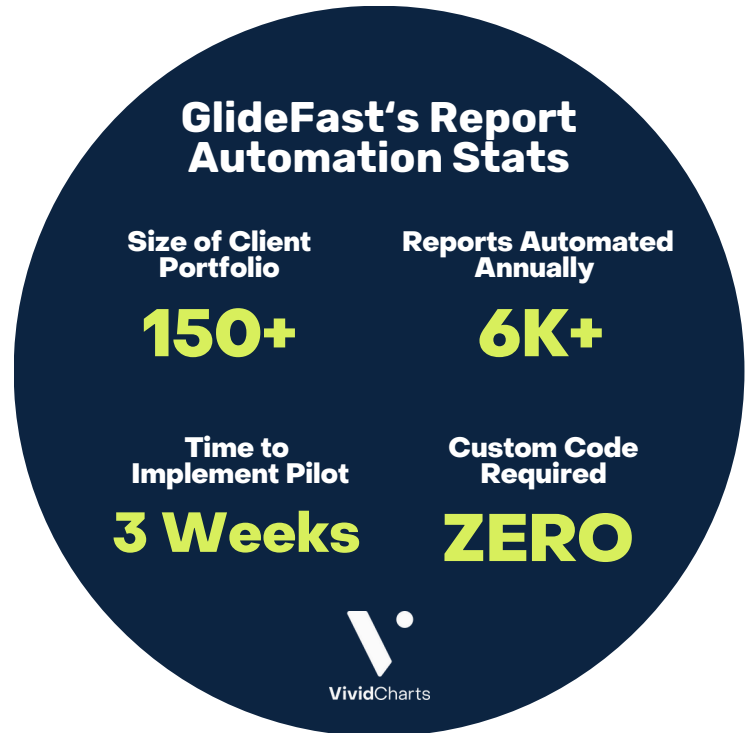 GlideFast‘s Report
Automation Stats
Size of Client
Portfolio
150+
Reports Automated
Annually
6K+
Time to
Implement Pilot
3 Weeks
Custom Code
Required
ZERO
VividCharts